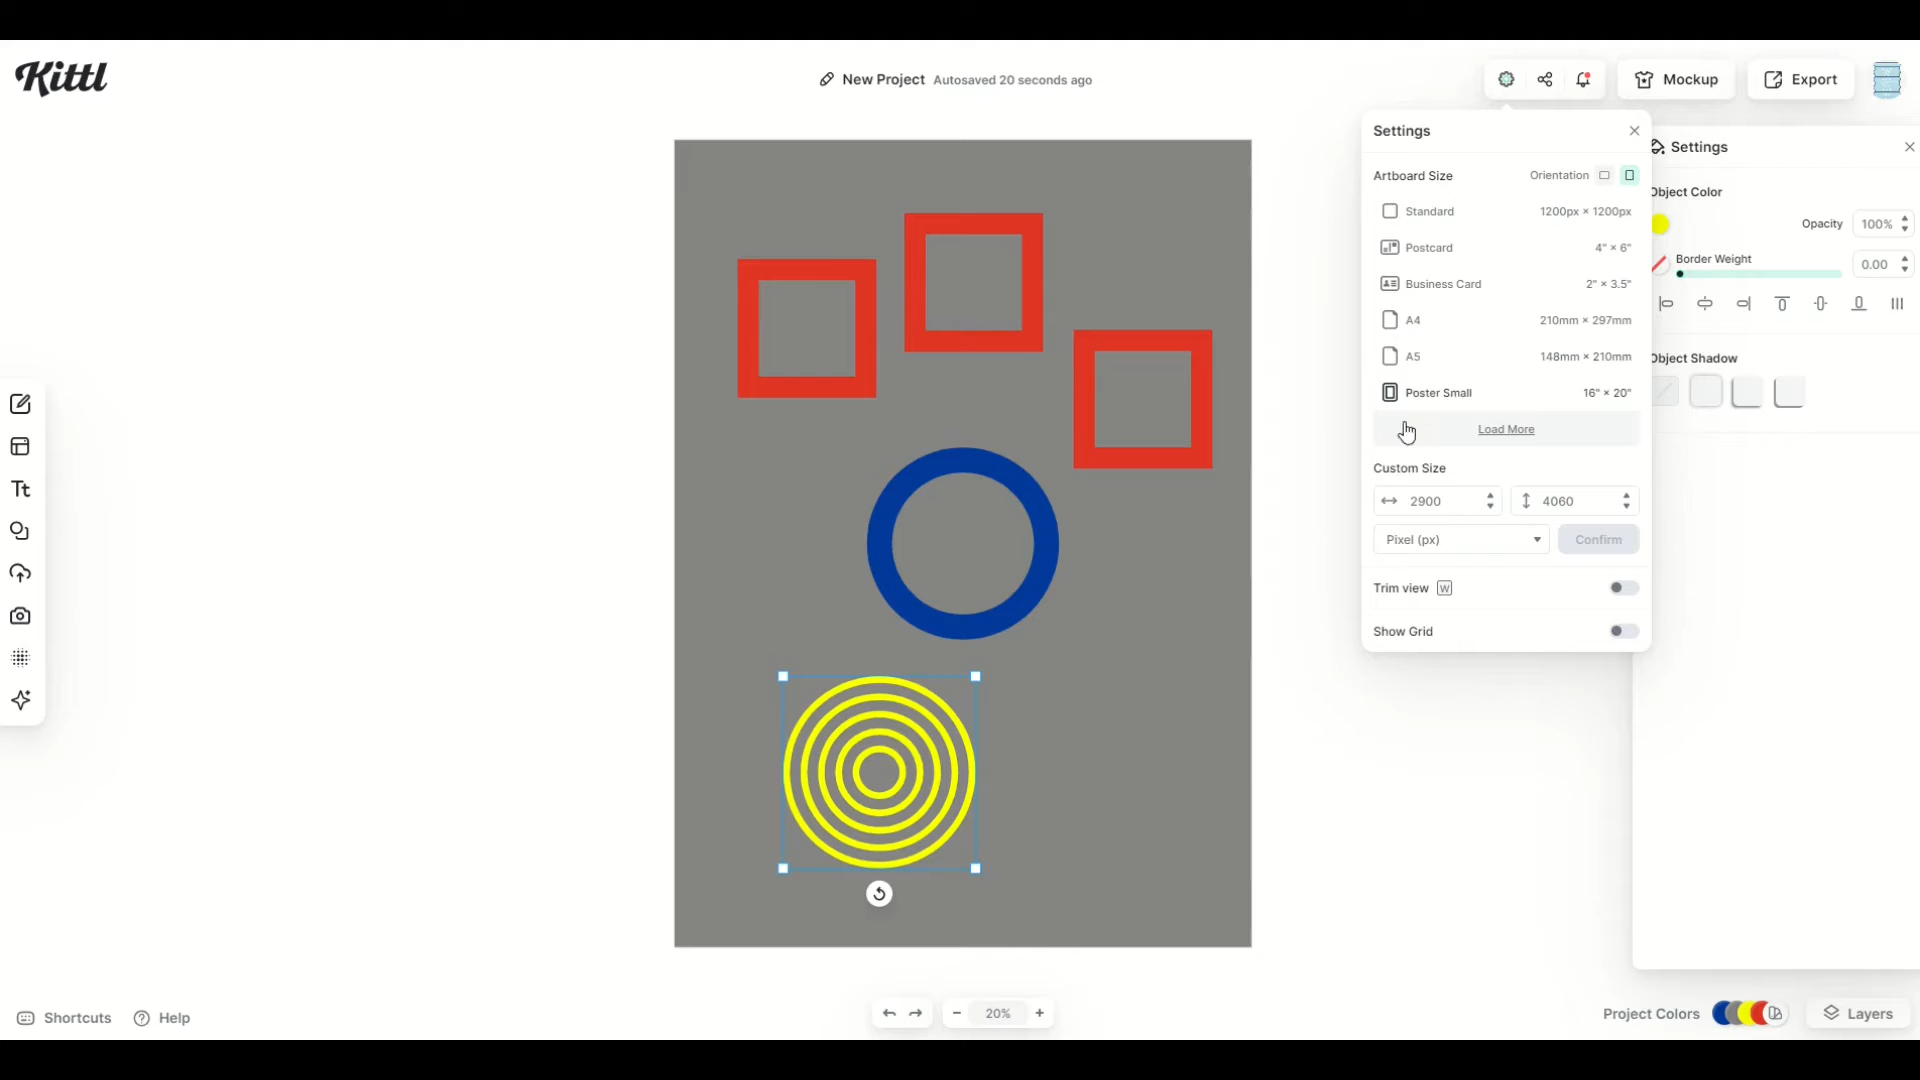 Kittl
New Project Autosaved 20 seconds ago
Mockup
Export
Settings
Artboard Size Orientation
Standard 1200px × 1200px
Postcard 4" × 6"
Business Card 2" × 3.5"
A4 210mm × 297mm
A5 148mm × 210mm
Poster Small 16" × 20"
Load More
Custom Size
2900 4060
Pixel (px) Confirm
Trim view W
Show Grid
Settings
Object Color
Opacity 100%
Border Weight 0.00
Object Shadow
Tt
Shortcuts Help
20%
Project Colors
Layers